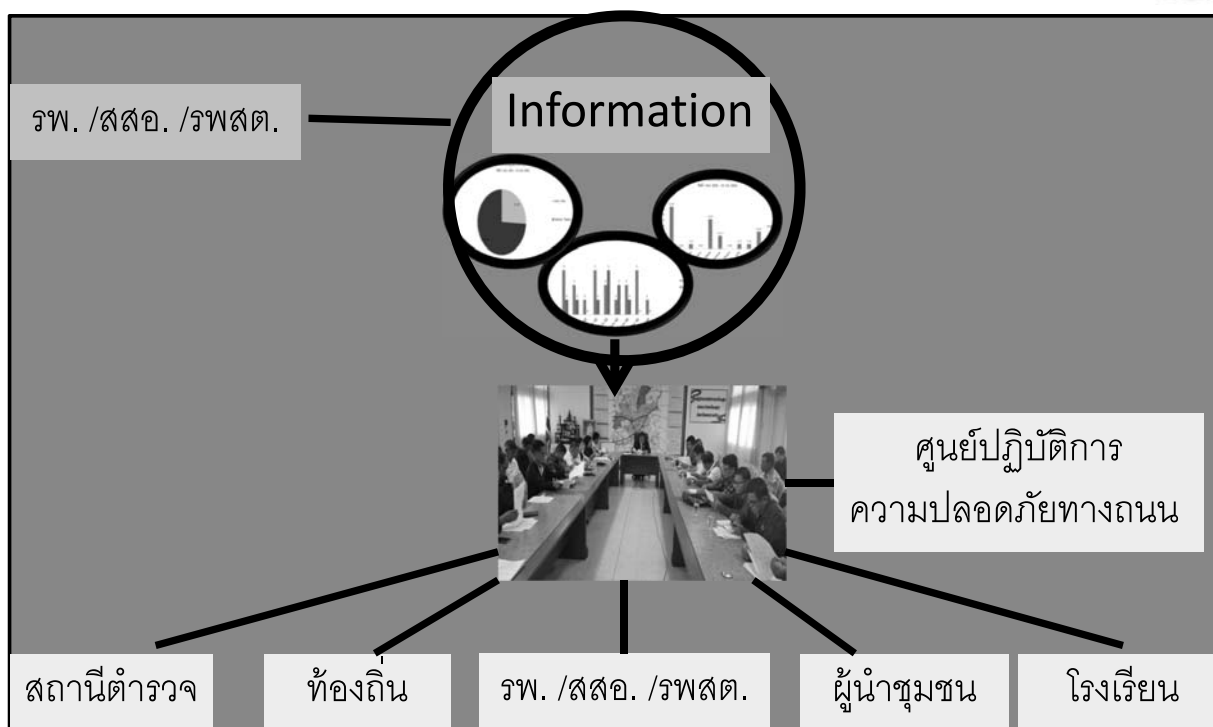 รพ. /สสอ. /รพสต.
Information
ศูนย์ปฏิบัติการ
ความปลอดภัยทางถนน
สถานีตำรวจ
ท้องถิ่น
รพ. /สสอ. /รพสต.
ผู้นำชุมชน
โรงเรียน